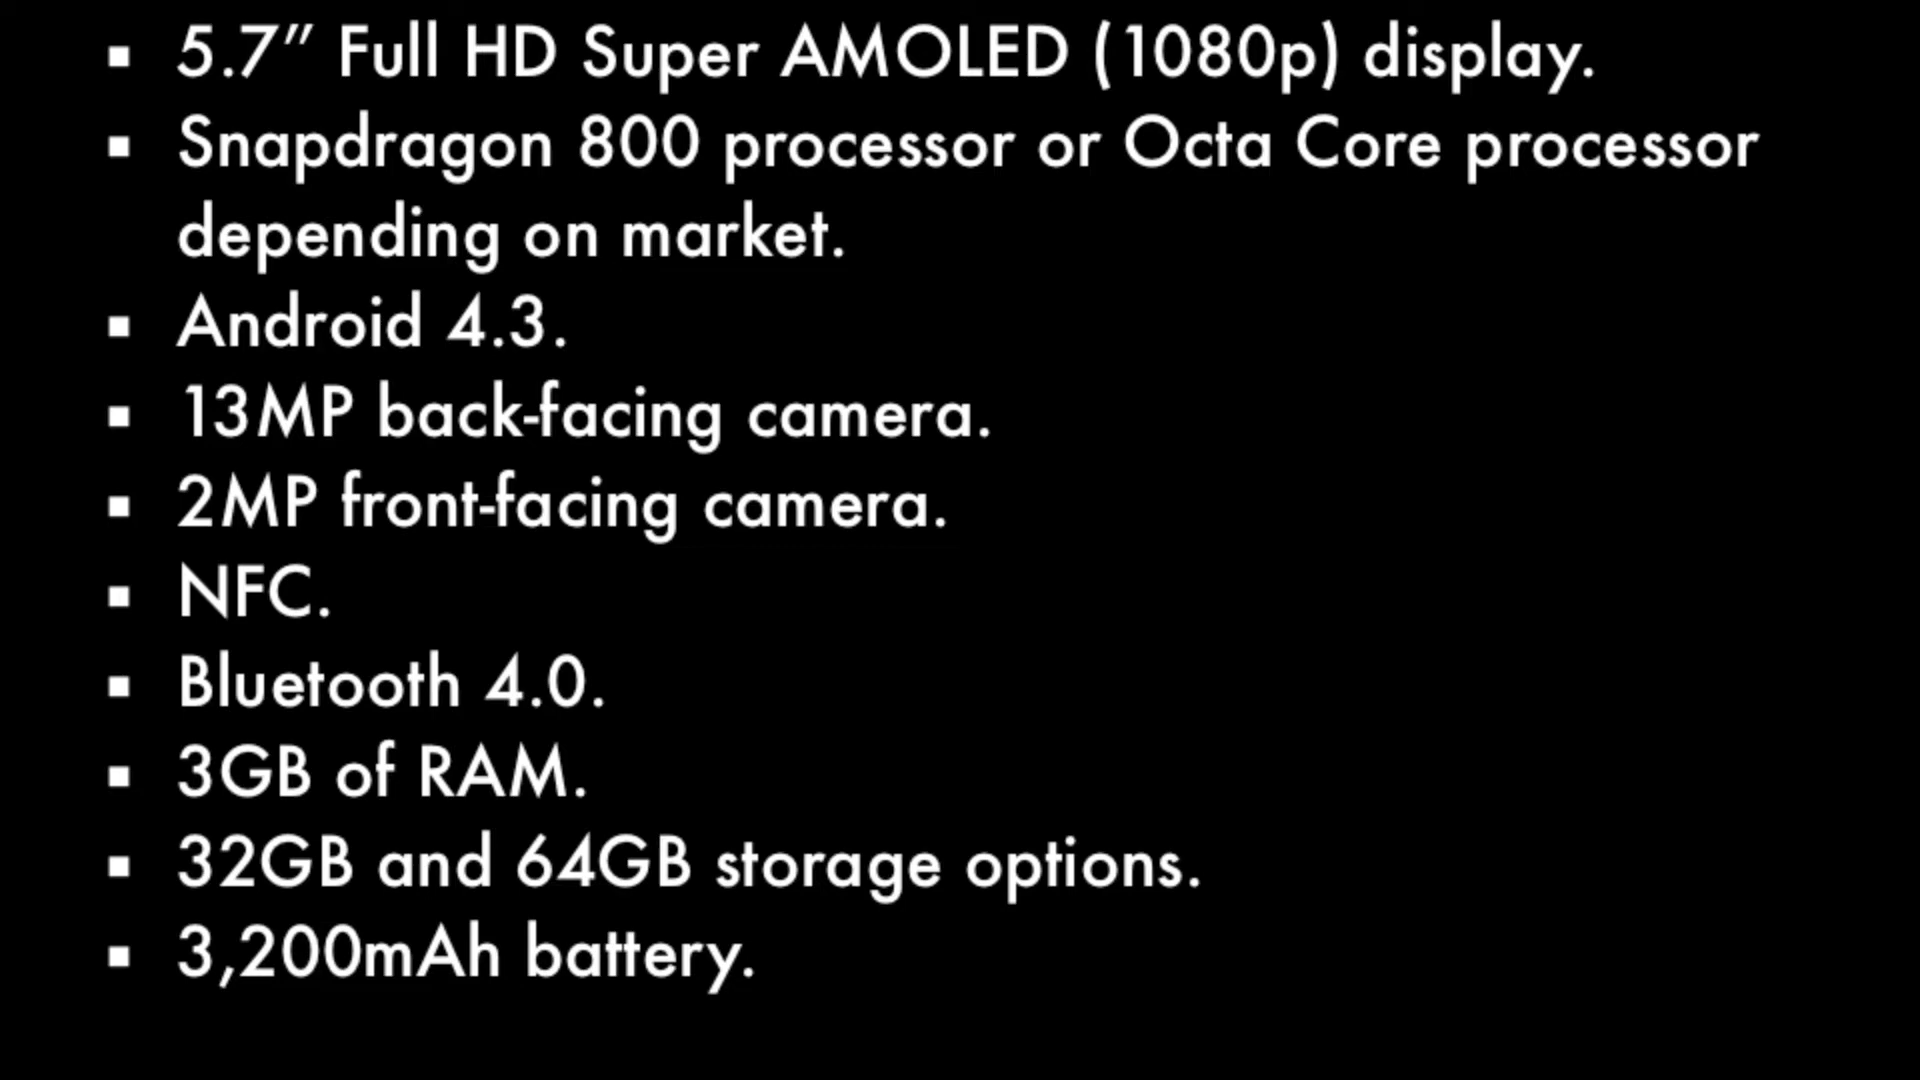 ▪ 5.7” Full HD Super AMOLED (1080p) display.
▪ Snapdragon 800 processor or Octa Core processor
depending on market.
▪ Android 4.3.
▪ 13MP back-facing camera.
▪ 2MP front-facing camera.
▪ NFC.
▪ Bluetooth 4.0.
▪ 3GB of RAM.
▪ 32GB and 64GB storage options.
▪ 3,200mAh battery.